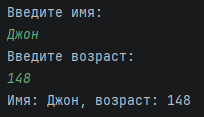 Введите имя:
Джон
Введите возраст:
148
Имя: Джон, возраст: 148